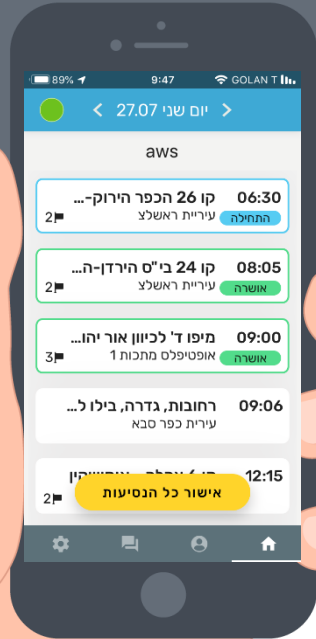 89% 9:47 GOLAN T
יום שני 27.07
aws
06:30 קו 26 הכפר הירוק-...
התחילה עיריית ראשלצ 2
08:05 קו 24 בי"ס הירדן-ה...
אושרה עיריית ראשלצ 2
09:00 מיפו ד' לכיוון אור יהו...
אושרה אופטיפלס מתכות 1 3
09:06 רחובות, גדרה, בילו ל...
עירית כפר סבא
12:15
2
אישור כל הנסיעות